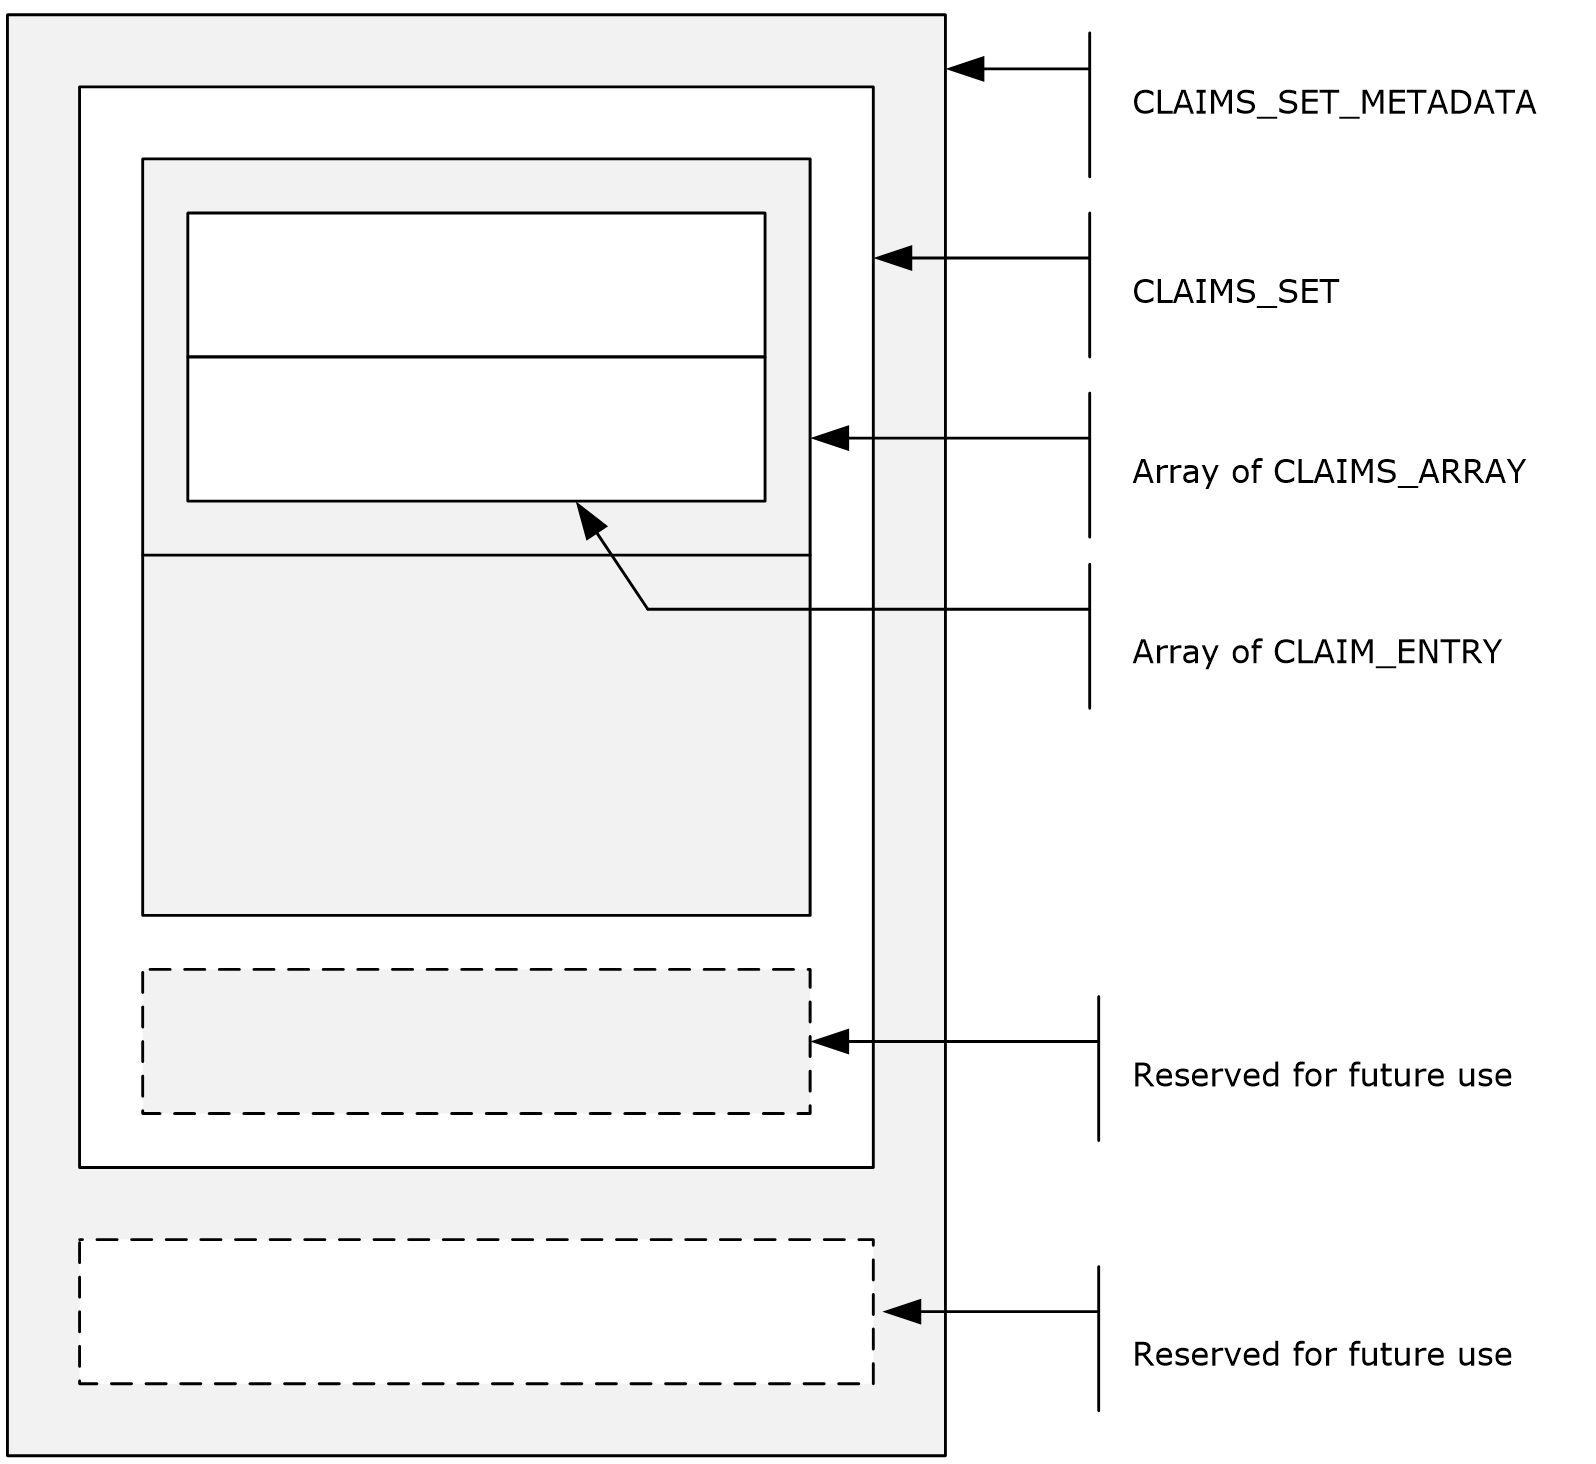 CLAIMS_SET_METADATA
CLAIMS_SET
Array of CLAIMS_ARRAY
Array of CLAIM_ENTRY
Reserved for future use
Reserved for future use